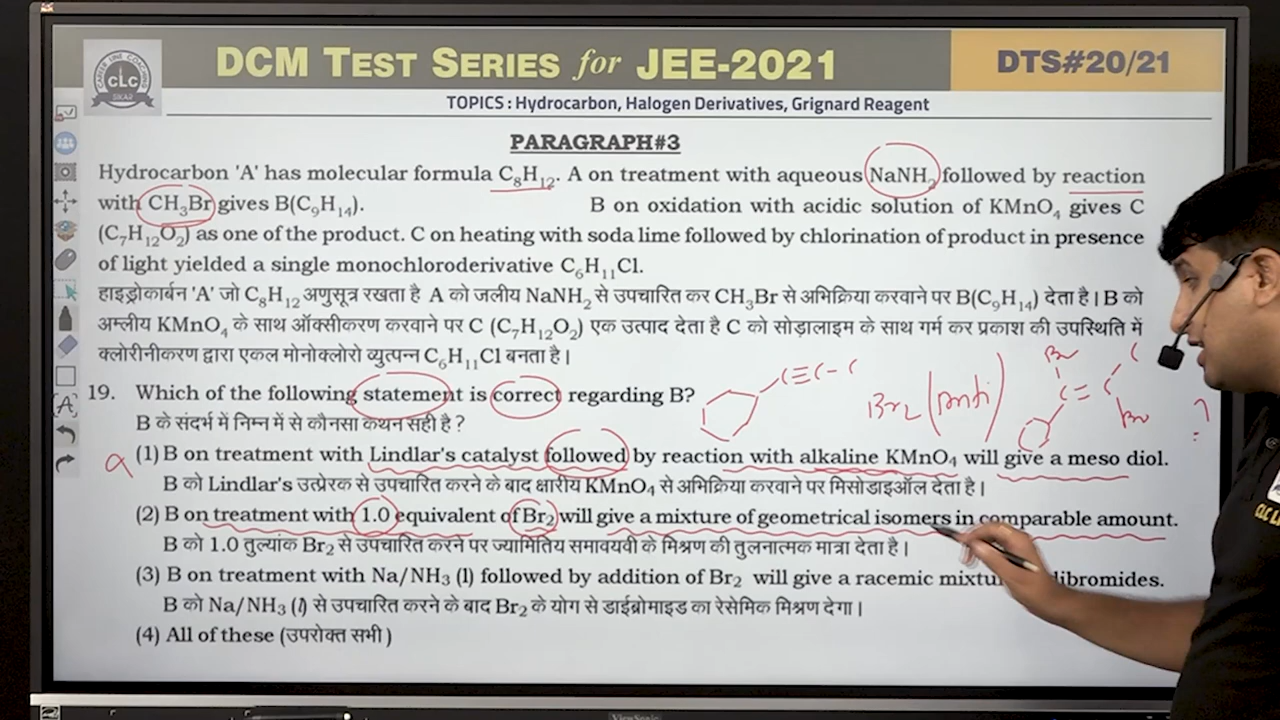 CAREER LINE COACHING
CLC
SIKAR
DCM TEST SERIES for JEE-2021
DTS#20/21
TOPICS : Hydrocarbon, Halogen Derivatives, Grignard Reagent
PARAGRAPH#3
Hydrocarbon 'A' has molecular formula C₈H₁₂. A on treatment with aqueous NaNH₂ followed by reaction
with CH₃Br gives B(C₉H₁₄). B on oxidation with acidic solution of KMnO₄ gives C
(C₇H₁₂O₂) as one of the product. C on heating with soda lime followed by chlorination of product in presence
of light yielded a single monochloroderivative C₆H₁₁Cl.
हाइड्रोकार्बन 'A' जो C₈H₁₂ अणुसूत्र रखता है A को जलीय NaNH₂ से उपचारित कर CH₃Br से अभिक्रिया करवाने पर B(C₉H₁₄) देता है। B को
अम्लीय KMnO₄ के साथ ऑक्सीकरण करवाने पर C (C₇H₁₂O₂) एक उत्पाद देता है C को सोड़ालाइम के साथ गर्म कर प्रकाश की उपस्थिति में
क्लोरीनीकरण द्वारा एकल मोनोक्लोरो व्युत्पन्न C₆H₁₁Cl बनता है।
19. Which of the following statement is correct regarding B?
C≡C-C
Br₂ (anti)
Br
C=C
C
Br
?
B के संदर्भ में निम्न में से कौनसा कथन सही है ?
(1) B on treatment with Lindlar's catalyst followed by reaction with alkaline KMnO₄ will give a meso diol.
B को Lindlar's उत्प्रेरक से उपचारित करने के बाद क्षारीय KMnO₄ से अभिक्रिया करवाने पर मिसोडाइऑल देता है।
(2) B on treatment with 1.0 equivalent of Br₂ will give a mixture of geometrical isomers in comparable amount.
B को 1.0 तुल्यांक Br₂ से उपचारित करने पर ज्यामितिय समावयवी के मिश्रण की तुलनात्मक मात्रा देता है।
(3) B on treatment with Na/NH₃ (l) followed by addition of Br₂ will give a racemic
B को Na/NH₃ (l) से उपचारित करने के बाद Br₂ के योग से डाईब्रोमाइड का रेसेमिक मिश्रण देगा।
(4) All of these (उपरोक्त सभी)
ViewSonic